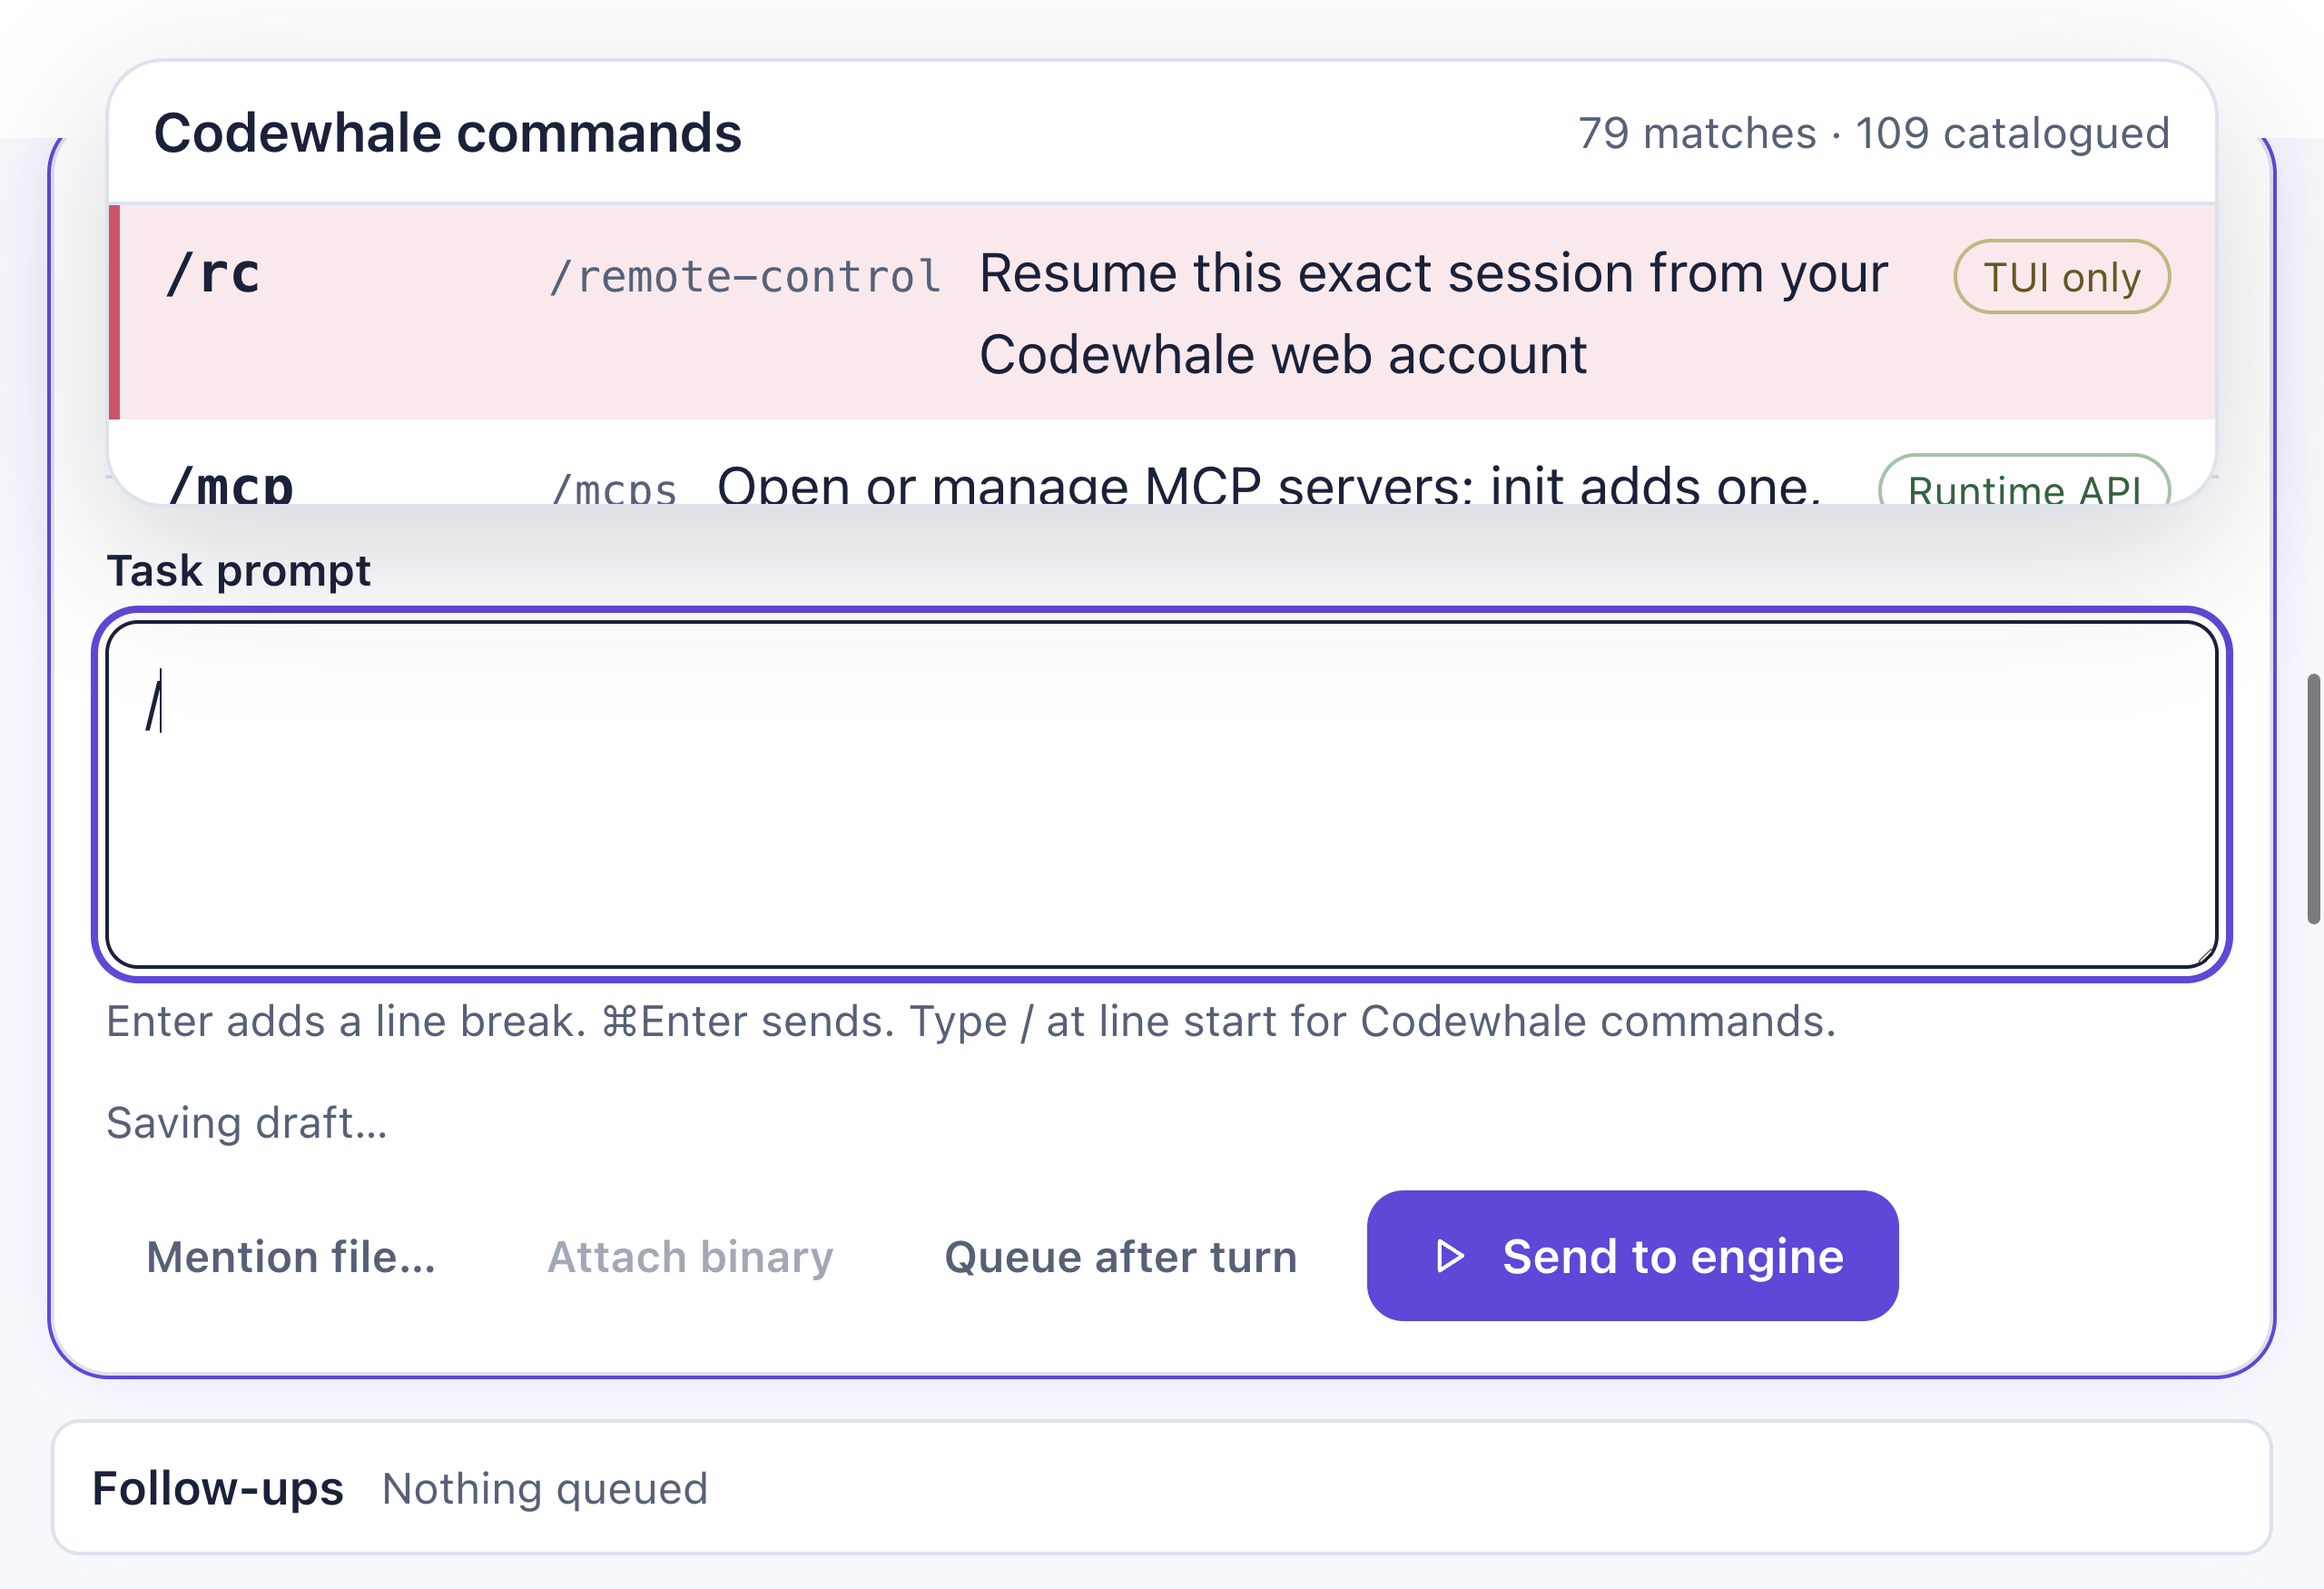 Codewhale commands 79 matches · 109 catalogued
/rc /remote-control Resume this exact session from your TUI only
Codewhale web account
/mcp /mcps Open or manage MCP servers; init adds one, Runtime API
Task prompt
/
Enter adds a line break. ⌘Enter sends. Type / at line start for Codewhale commands.
Saving draft...
Mention file... Attach binary Queue after turn Send to engine
Follow-ups Nothing queued